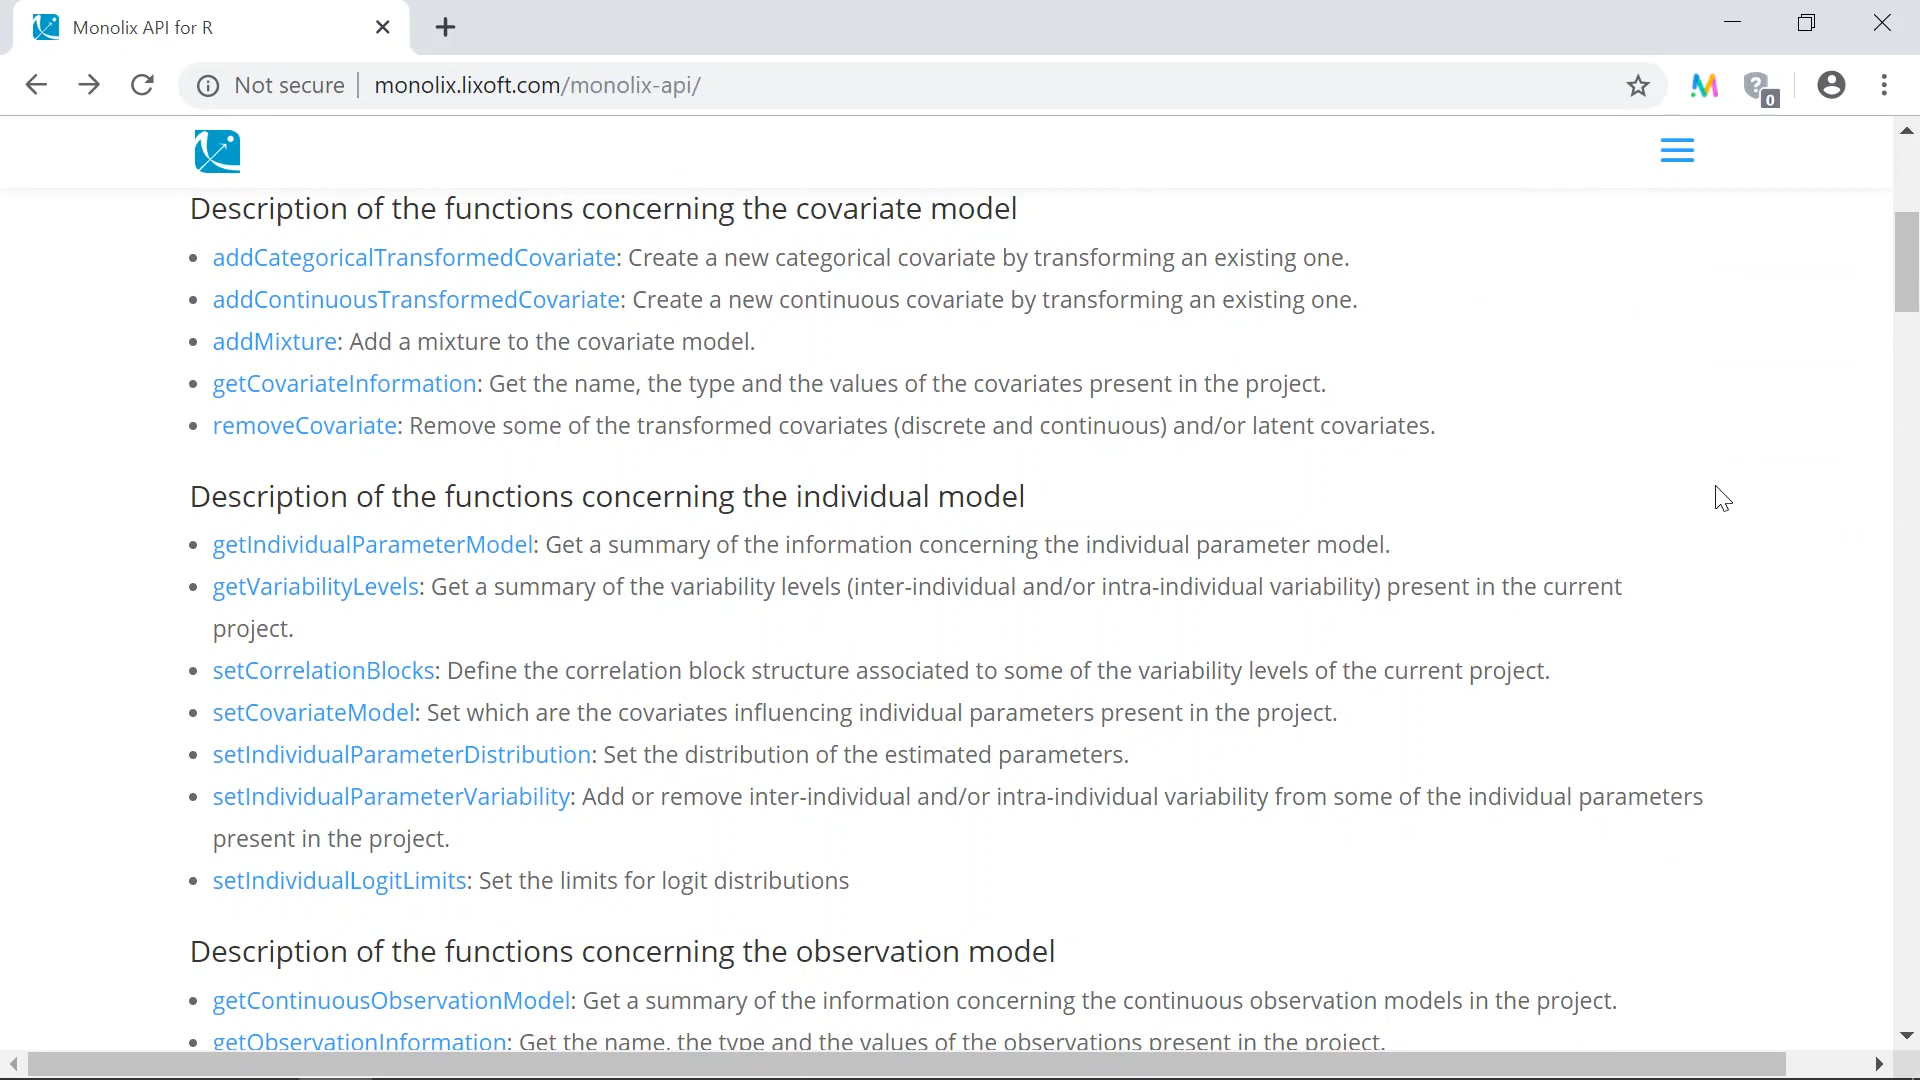 Monolix API for R
Not secure
monolix.lixoft.com/monolix-api/
0
Description of the functions concerning the covariate model
• addCategoricalTransformedCovariate: Create a new categorical covariate by transforming an existing one.
• addContinuousTransformedCovariate: Create a new continuous covariate by transforming an existing one.
• addMixture: Add a mixture to the covariate model.
• getCovariateInformation: Get the name, the type and the values of the covariates present in the project.
• removeCovariate: Remove some of the transformed covariates (discrete and continuous) and/or latent covariates.
Description of the functions concerning the individual model
• getIndividualParameterModel: Get a summary of the information concerning the individual parameter model.
• getVariabilityLevels: Get a summary of the variability levels (inter-individual and/or intra-individual variability) present in the current
project.
• setCorrelationBlocks: Define the correlation block structure associated to some of the variability levels of the current project.
• setCovariateModel: Set which are the covariates influencing individual parameters present in the project.
• setIndividualParameterDistribution: Set the distribution of the estimated parameters.
• setIndividualParameterVariability: Add or remove inter-individual and/or intra-individual variability from some of the individual parameters
present in the project.
• setIndividualLogitLimits: Set the limits for logit distributions
Description of the functions concerning the observation model
• getContinuousObservationModel: Get a summary of the information concerning the continuous observation models in the project.
• getObservationInformation: Get the name, the type and the values of the observations present in the project.